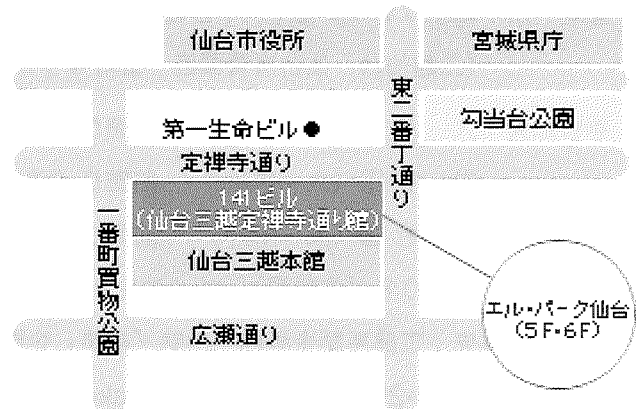 仙台市役所
宮城県庁
東二番丁通り
勾当台公園
第一生命ビル
定禅寺通り
141ビル
(仙台三越定禅寺通り館)
一番町買物公園
仙台三越本館
エル・パーク仙台
(5F・6F)
広瀬通り